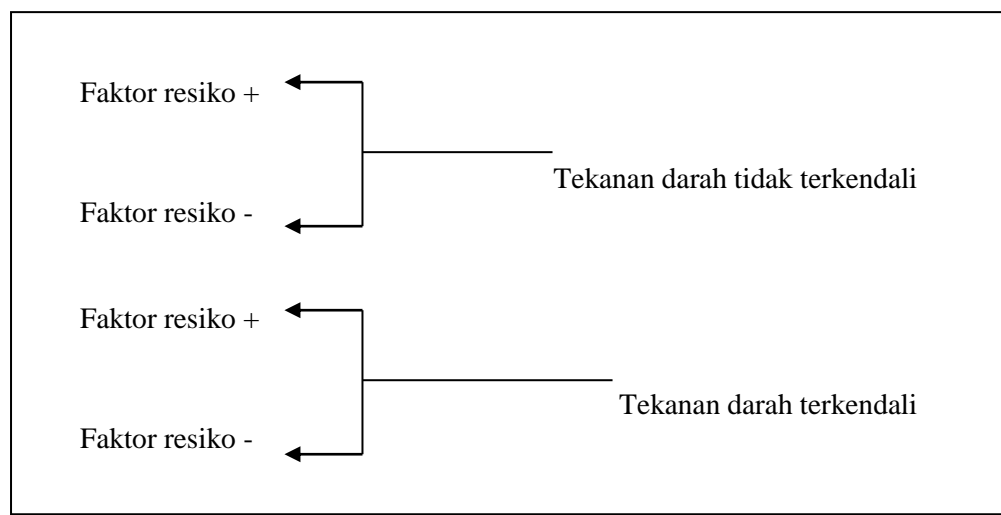 Faktor resiko +
Tekanan darah tidak terkendali
Faktor resiko -
Faktor resiko +
Tekanan darah terkendali
Faktor resiko -